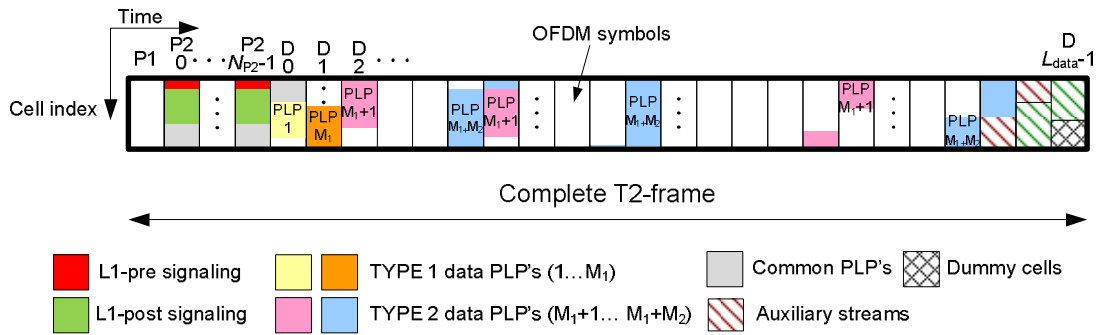 Time
OFDM symbols
P1
P2
0
· · ·
P2
N_P2-1
D
0
D
1
D
2
· · ·
D
L_data-1
Cell index
PLP
1
PLP
M₁
PLP
M₁+1
PLP
M₁+M₂
PLP
M₁+1
PLP
M₁+M₂
PLP
M₁+1
PLP
M₁+M₂
Complete T2-frame
L1-pre signaling
TYPE 1 data PLP's (1...M₁)
Common PLP's
Dummy cells
L1-post signaling
TYPE 2 data PLP's (M₁+1... M₁+M₂)
Auxiliary streams